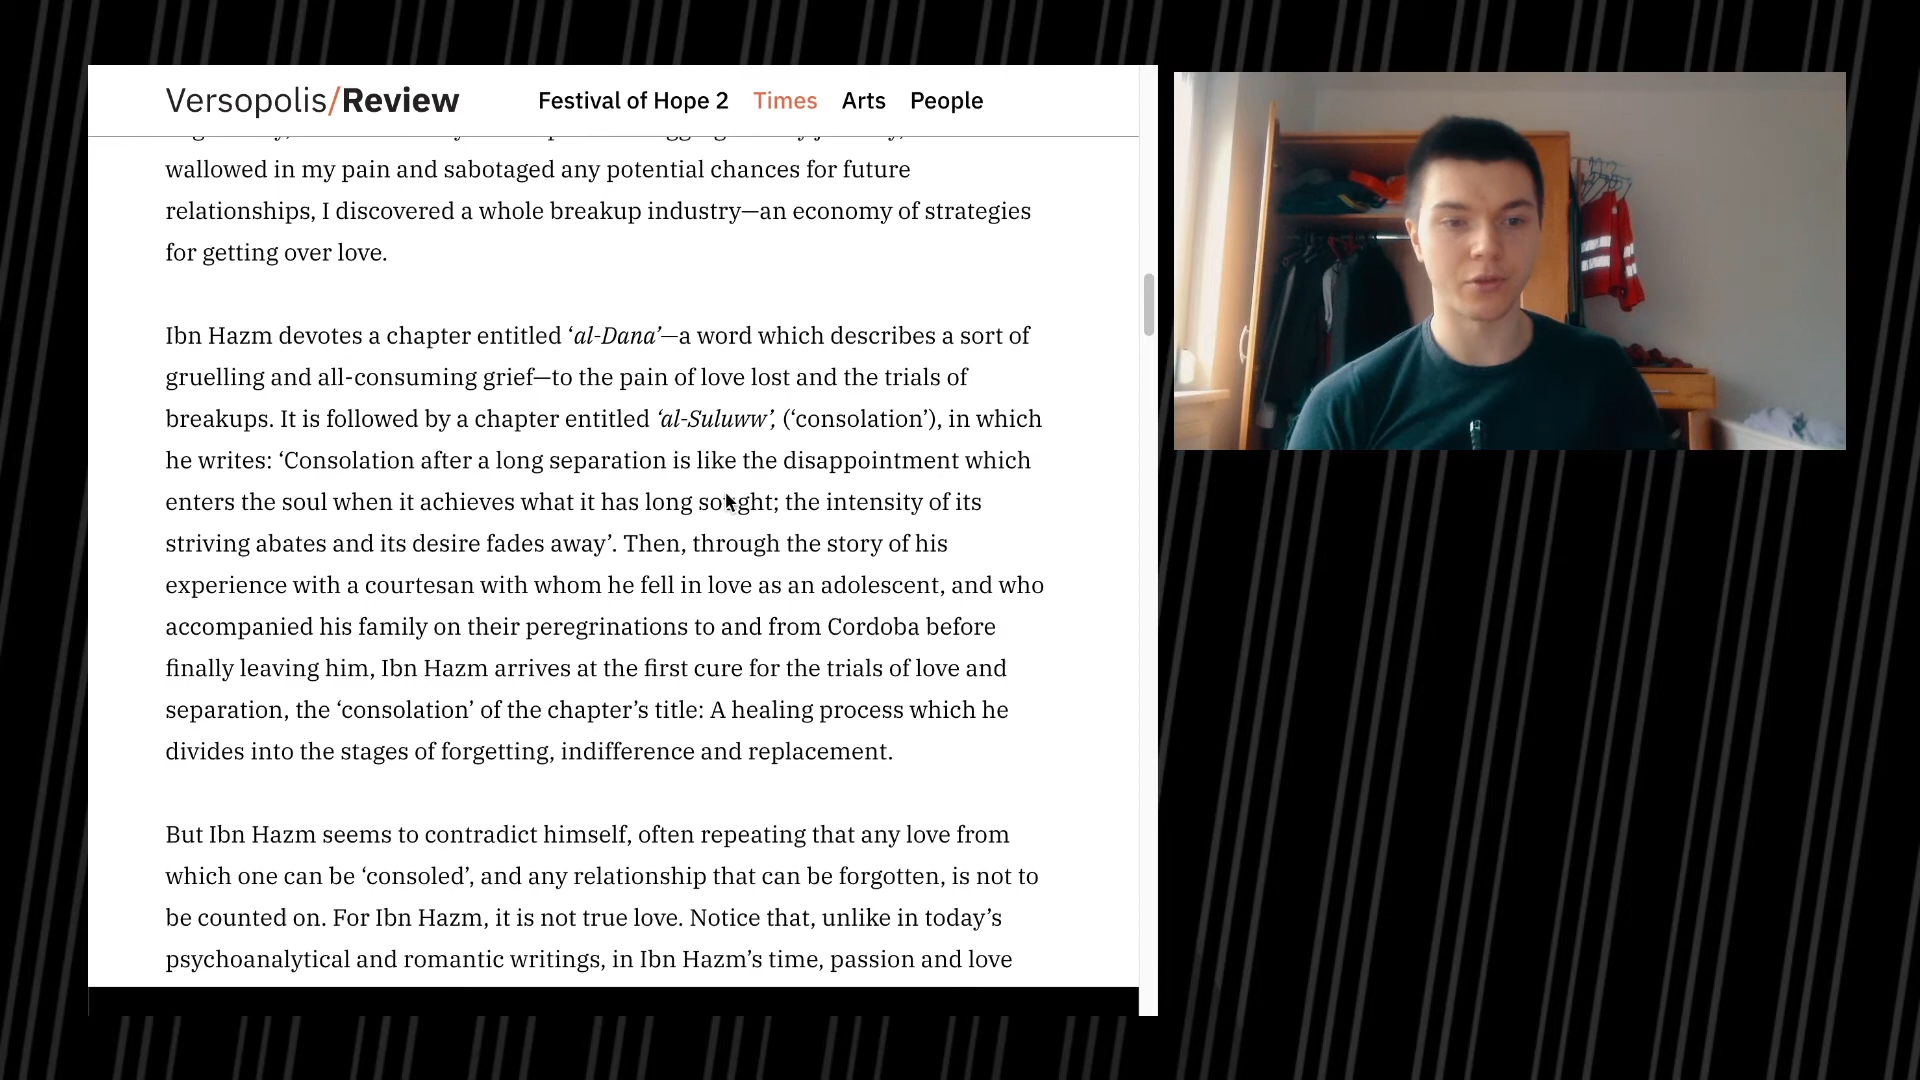 Versopolis/Review
Festival of Hope 2 Times Arts People
wallowed in my pain and sabotaged any potential chances for future
relationships, I discovered a whole breakup industry—an economy of strategies
for getting over love.
Ibn Hazm devotes a chapter entitled ‘al-Dana’—a word which describes a sort of
gruelling and all-consuming grief—to the pain of love lost and the trials of
breakups. It is followed by a chapter entitled ‘al-Suluww’, (‘consolation’), in which
he writes: ‘Consolation after a long separation is like the disappointment which
enters the soul when it achieves what it has long sought; the intensity of its
striving abates and its desire fades away’. Then, through the story of his
experience with a courtesan with whom he fell in love as an adolescent, and who
accompanied his family on their peregrinations to and from Cordoba before
finally leaving him, Ibn Hazm arrives at the first cure for the trials of love and
separation, the ‘consolation’ of the chapter’s title: A healing process which he
divides into the stages of forgetting, indifference and replacement.
But Ibn Hazm seems to contradict himself, often repeating that any love from
which one can be ‘consoled’, and any relationship that can be forgotten, is not to
be counted on. For Ibn Hazm, it is not true love. Notice that, unlike in today’s
psychoanalytical and romantic writings, in Ibn Hazm’s time, passion and love